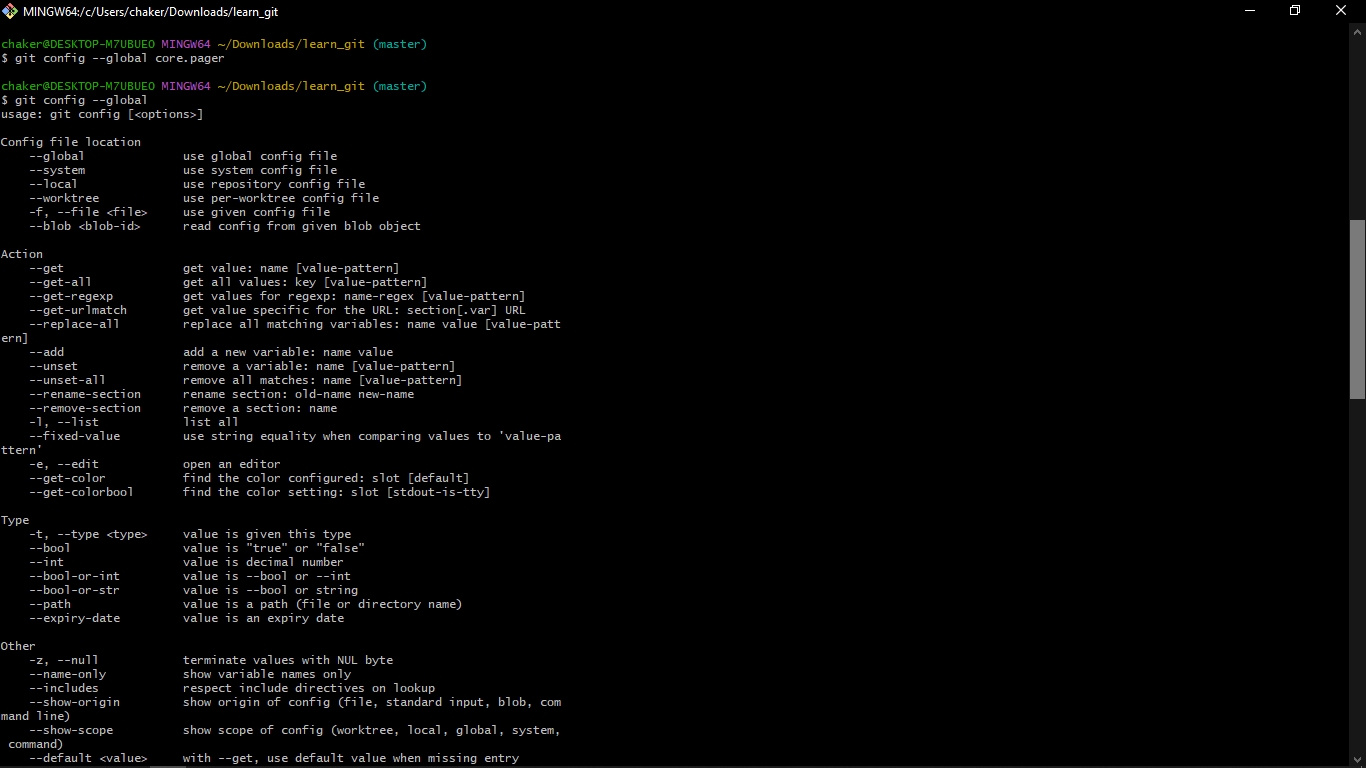 MINGW64:/c/Users/chaker/Downloads/learn_git
chaker@DESKTOP-M7UBUEO MINGW64 ~/Downloads/learn_git (master)
$ git config --global core.pager
chaker@DESKTOP-M7UBUEO MINGW64 ~/Downloads/learn_git (master)
$ git config --global
usage: git config [<options>]
Config file location
--global use global config file
--system use system config file
--local use repository config file
--worktree use per-worktree config file
-f, --file <file> use given config file
--blob <blob-id> read config from given blob object
Action
--get get value: name [value-pattern]
--get-all get all values: key [value-pattern]
--get-regexp get values for regexp: name-regex [value-pattern]
--get-urlmatch get value specific for the URL: section[.var] URL
--replace-all replace all matching variables: name value [value-patt
ern]
--add add a new variable: name value
--unset remove a variable: name [value-pattern]
--unset-all remove all matches: name [value-pattern]
--rename-section rename section: old-name new-name
--remove-section remove a section: name
-l, --list list all
--fixed-value use string equality when comparing values to 'value-pa
ttern'
-e, --edit open an editor
--get-color find the color configured: slot [default]
--get-colorbool find the color setting: slot [stdout-is-tty]
Type
-t, --type <type> value is given this type
--bool value is "true" or "false"
--int value is decimal number
--bool-or-int value is --bool or --int
--bool-or-str value is --bool or string
--path value is a path (file or directory name)
--expiry-date value is an expiry date
Other
-z, --null terminate values with NUL byte
--name-only show variable names only
--includes respect include directives on lookup
--show-origin show origin of config (file, standard input, blob, com
mand line)
--show-scope show scope of config (worktree, local, global, system,
command)
--default <value> with --get, use default value when missing entry